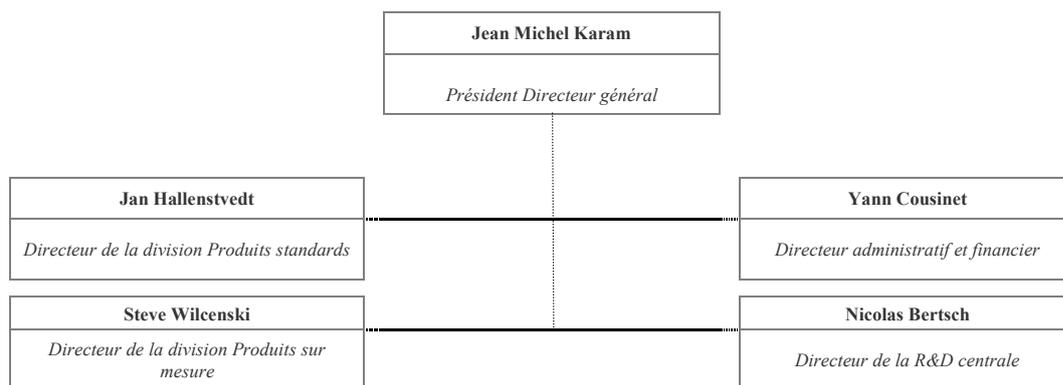 Jean Michel Karam
Président Directeur général
Jan Hallenstvedt
Directeur de la division Produits standards
Yann Cousinet
Directeur administratif et financier
Steve Wilcenski
Directeur de la division Produits sur
mesure
Nicolas Bertsch
Directeur de la R&D centrale